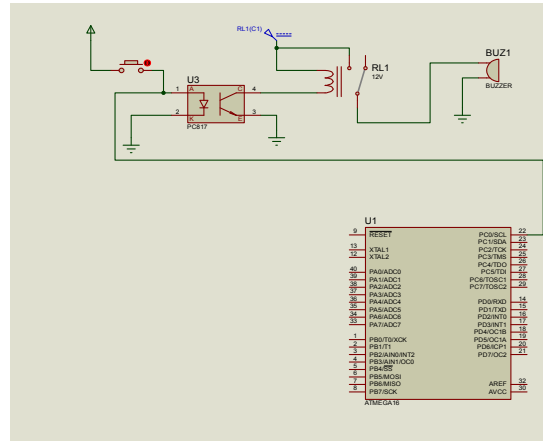 RL1(C1)
U3
1
A
C
4
2
K
E
3
PC817
RL1
12V
BUZ1
BUZZER
U1
9 RESET PC0/SCL 22
PC1/SDA 23
13 XTAL1 PC2/TCK 24
12 XTAL2 PC3/TMS 25
PC4/TDO 26
40 PA0/ADC0 PC5/TDI 27
39 PA1/ADC1 PC6/TOSC1 28
38 PA2/ADC2 PC7/TOSC2 29
37 PA3/ADC3
36 PA4/ADC4 PD0/RXD 14
35 PA5/ADC5 PD1/TXD 15
34 PA6/ADC6 PD2/INT0 16
33 PA7/ADC7 PD3/INT1 17
PD4/OC1B 18
1 PB0/T0/XCK PD5/OC1A 19
2 PB1/T1 PD6/ICP1 20
3 PB2/AIN0/INT2 PD7/OC2 21
4 PB3/AIN1/OC0
5 PB4/SS
6 PB5/MOSI
7 PB6/MISO AREF 32
8 PB7/SCK AVCC 30
ATMEGA16